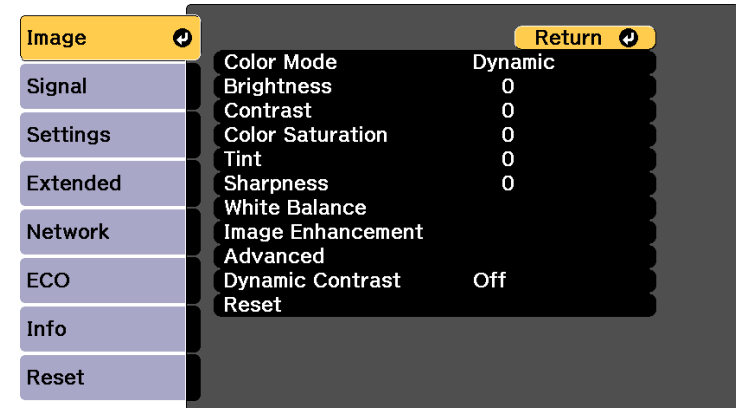 Image
Signal
Settings
Extended
Network
ECO
Info
Reset
Return
Color Mode Dynamic
Brightness 0
Contrast 0
Color Saturation 0
Tint 0
Sharpness 0
White Balance
Image Enhancement
Advanced
Dynamic Contrast Off
Reset